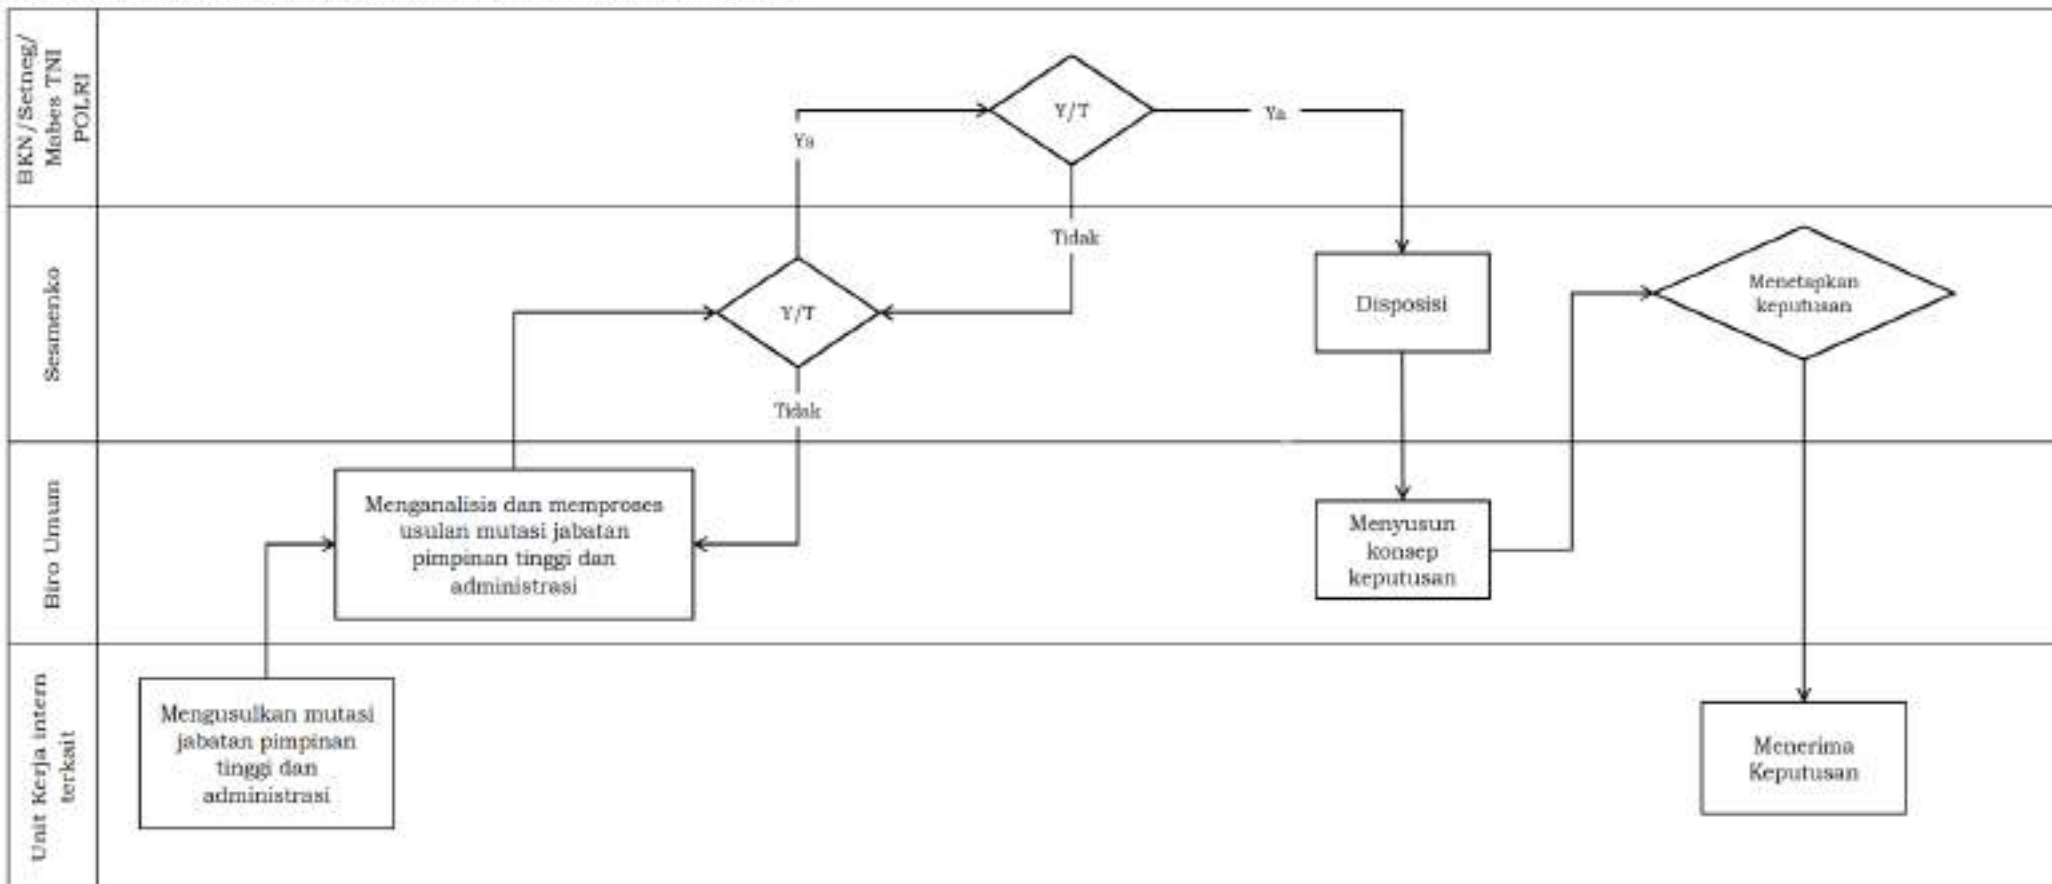 BKN/Setneg/
Mabes TNI
POLRI
Y/T
Ya
Ya
Tidak
Sesmenko
Y/T
Tidak
Disposisi
Menetapkan
keputusan
Biro Umum
Menganalisis dan memproses
usulan mutasi jabatan
pimpinan tinggi dan
administrasi
Menyusun
konsep
keputusan
Unit Kerja intern
terkait
Mengusulkan mutasi
jabatan pimpinan
tinggi dan
administrasi
Menerima
Keputusan